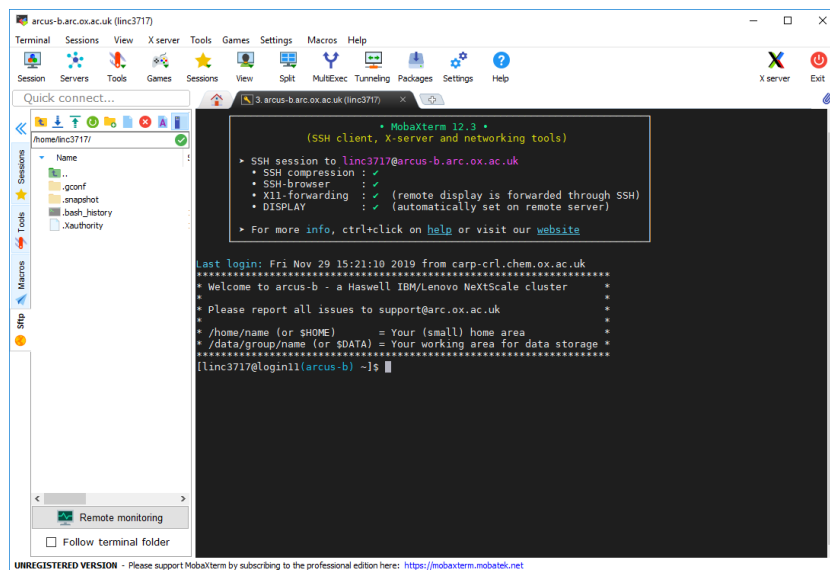 arcus-b.arc.ox.ac.uk (linc3717)
Terminal Sessions View X server Tools Games Settings Macros Help
Session Servers Tools Games Sessions View Split MultiExec Tunneling Packages Settings Help X server Exit
Quick connect...
3. arcus-b.arc.ox.ac.uk (linc3717)
/home/linc3717/
Name
..
.gconf
.snapshot
.bash_history
.Xauthority
Sessions
Tools
Macros
Sftp
Remote monitoring
Follow terminal folder
• MobaXterm 12.3 •
(SSH client, X-server and networking tools)
➤ SSH session to linc3717@arcus-b.arc.ox.ac.uk
• SSH compression : ✔
• SSH-browser : ✔
• X11-forwarding : ✔ (remote display is forwarded through SSH)
• DISPLAY : ✔ (automatically set on remote server)
➤ For more info, ctrl+click on help or visit our website
Last login: Fri Nov 29 15:21:10 2019 from carp-crl.chem.ox.ac.uk
**********************************************************************
* Welcome to arcus-b - a Haswell IBM/Lenovo NeXtScale cluster *
* *
* Please report all issues to support@arc.ox.ac.uk *
* *
* /home/name (or $HOME) = Your (small) home area *
* /data/group/name (or $DATA) = Your working area for data storage *
**********************************************************************
[linc3717@login11(arcus-b) ~]$
UNREGISTERED VERSION - Please support MobaXterm by subscribing to the professional edition here: https://mobaxterm.mobatek.net